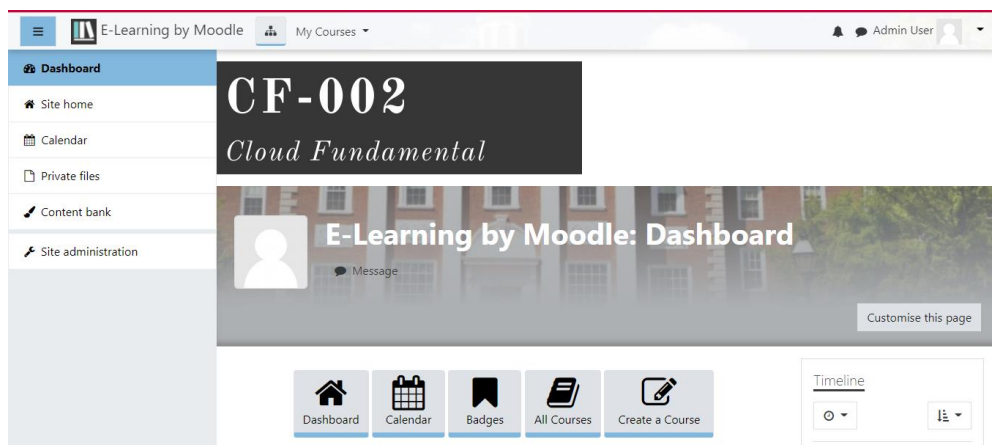 E-Learning by Moodle My Courses Admin User
Dashboard
Site home
Calendar
Private files
Content bank
Site administration
CF-002
Cloud Fundamental
E-Learning by Moodle: Dashboard
Message
Customise this page
Dashboard Calendar Badges All Courses Create a Course
Timeline